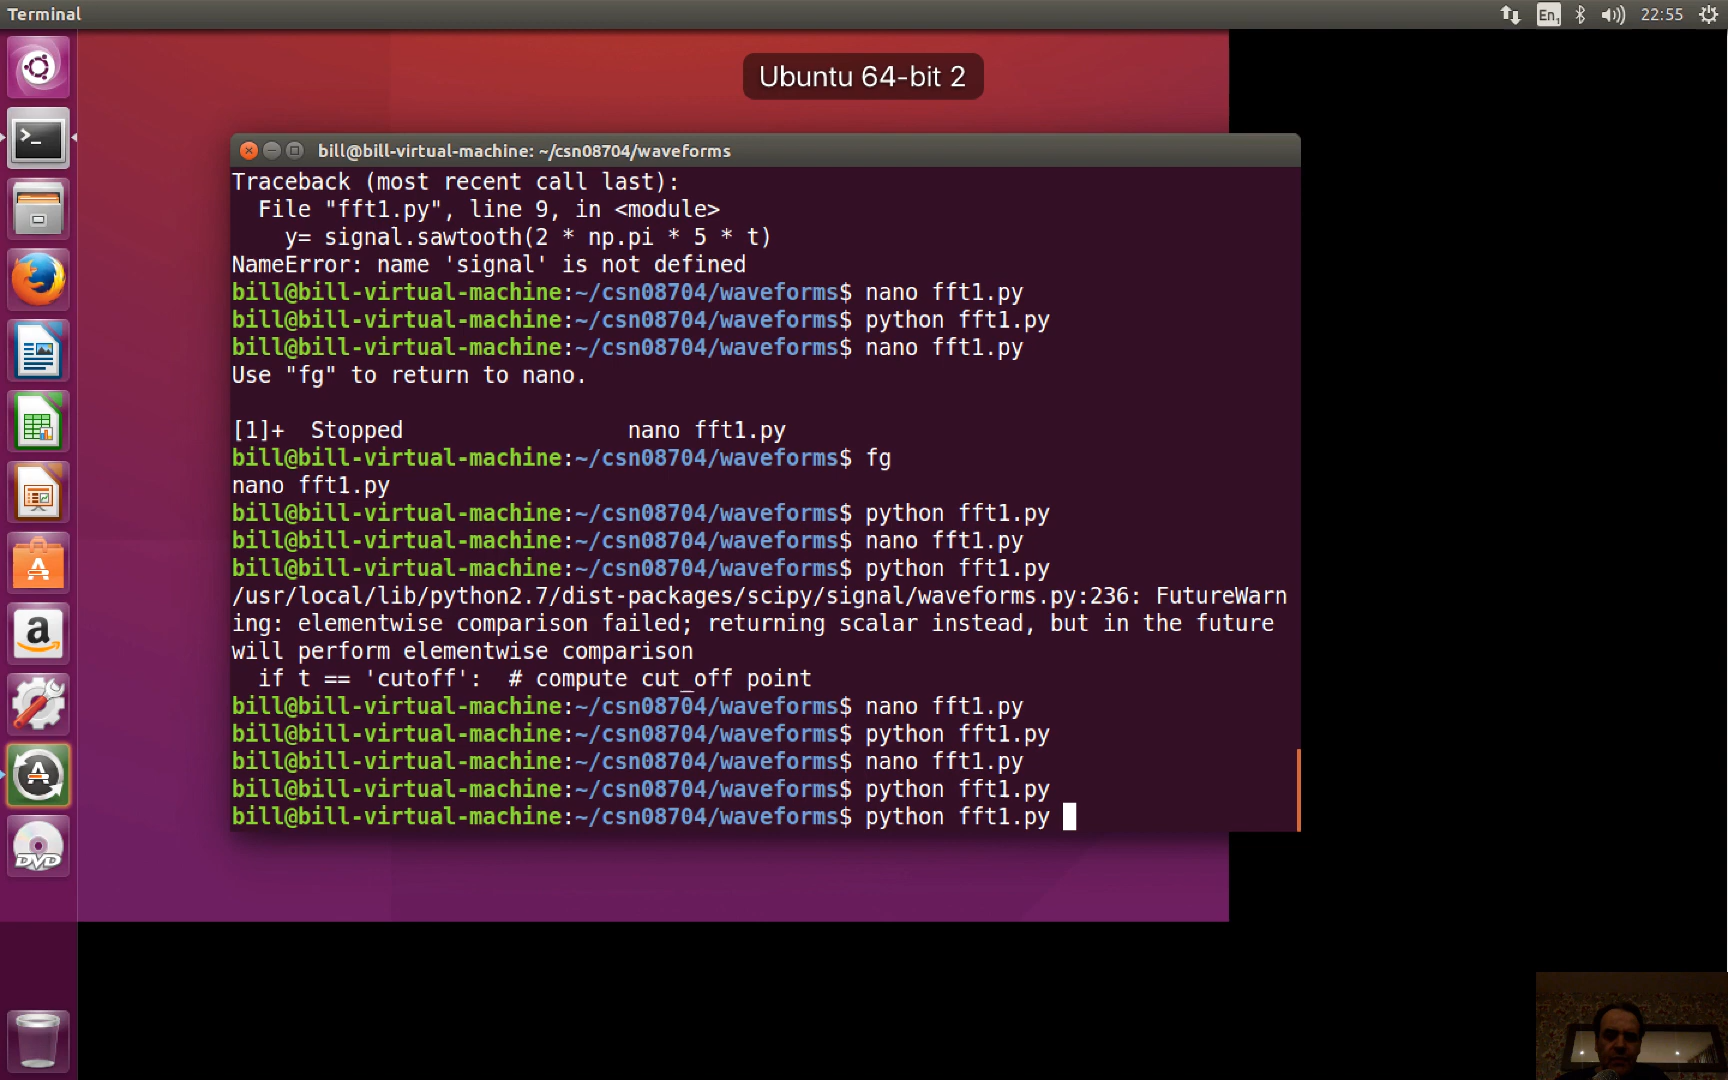 Terminal
En1
22:55
Ubuntu 64-bit 2
bill@bill-virtual-machine: ~/csn08704/waveforms
Traceback (most recent call last):
  File "fft1.py", line 9, in <module>
    y= signal.sawtooth(2 * np.pi * 5 * t)
NameError: name 'signal' is not defined
bill@bill-virtual-machine:~/csn08704/waveforms$ nano fft1.py
bill@bill-virtual-machine:~/csn08704/waveforms$ python fft1.py
bill@bill-virtual-machine:~/csn08704/waveforms$ nano fft1.py
Use "fg" to return to nano.
[1]+  Stopped                 nano fft1.py
bill@bill-virtual-machine:~/csn08704/waveforms$ fg
nano fft1.py
bill@bill-virtual-machine:~/csn08704/waveforms$ python fft1.py
bill@bill-virtual-machine:~/csn08704/waveforms$ nano fft1.py
bill@bill-virtual-machine:~/csn08704/waveforms$ python fft1.py
/usr/local/lib/python2.7/dist-packages/scipy/signal/waveforms.py:236: FutureWarn
ing: elementwise comparison failed; returning scalar instead, but in the future
will perform elementwise comparison
  if t == 'cutoff':  # compute cut_off point
bill@bill-virtual-machine:~/csn08704/waveforms$ nano fft1.py
bill@bill-virtual-machine:~/csn08704/waveforms$ python fft1.py
bill@bill-virtual-machine:~/csn08704/waveforms$ nano fft1.py
bill@bill-virtual-machine:~/csn08704/waveforms$ python fft1.py
bill@bill-virtual-machine:~/csn08704/waveforms$ python fft1.py
DVD